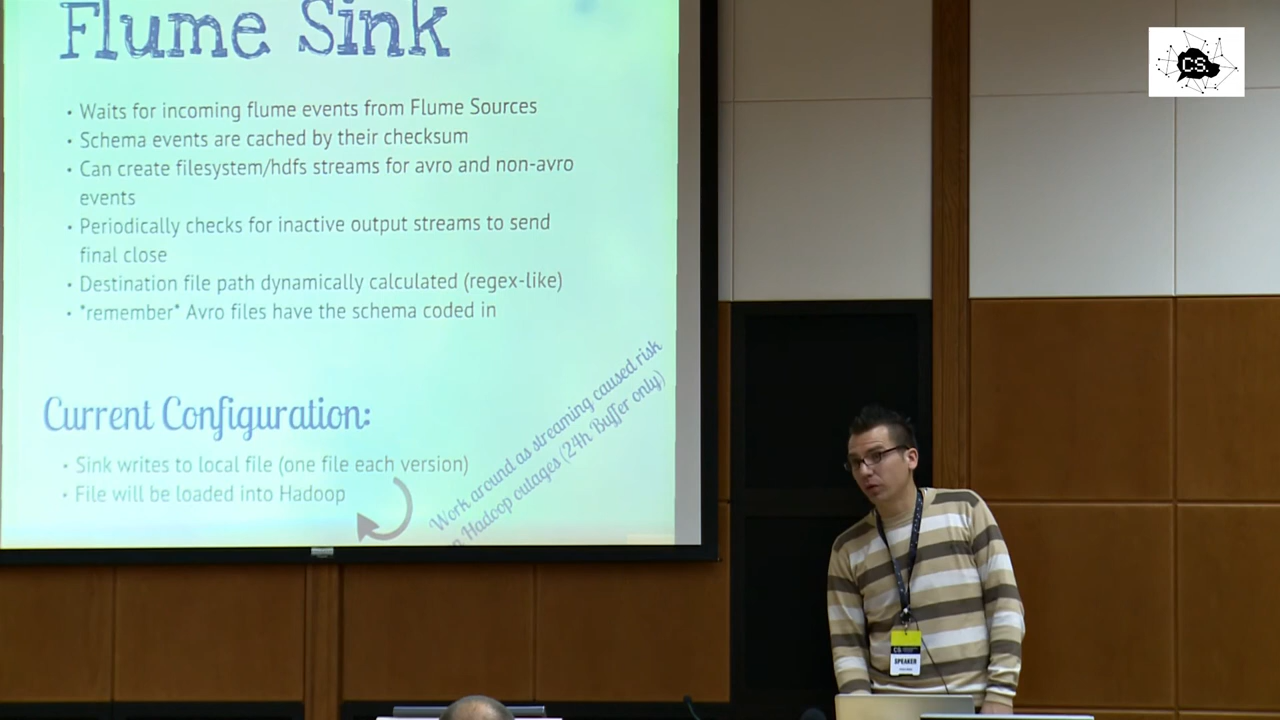 Flume Sink
• Waits for incoming flume events from Flume Sources
• Schema events are cached by their checksum
• Can create filesystem/hdfs streams for avro and non-avro
events
• Periodically checks for inactive output streams to send
final close
• Destination file path dynamically calculated (regex-like)
• *remember* Avro files have the schema coded in
Current Configuration:
• Sink writes to local file (one file each version)
• File will be loaded into Hadoop
Work around as streaming caused risk
Hadoop outages (24h Buffer only)
CS.
CS
SPEAKER